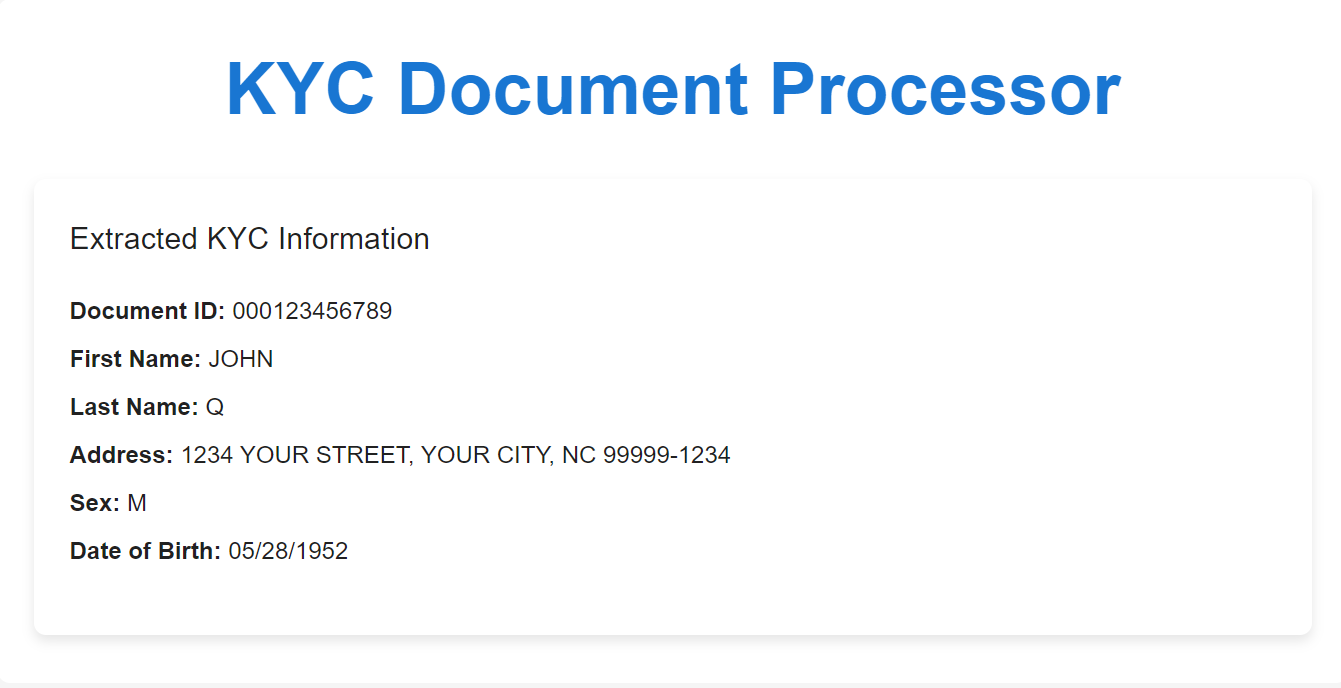 KYC Document Processor
Extracted KYC Information
Document ID: 000123456789
First Name: JOHN
Last Name: Q
Address: 1234 YOUR STREET, YOUR CITY, NC 99999-1234
Sex: M
Date of Birth: 05/28/1952